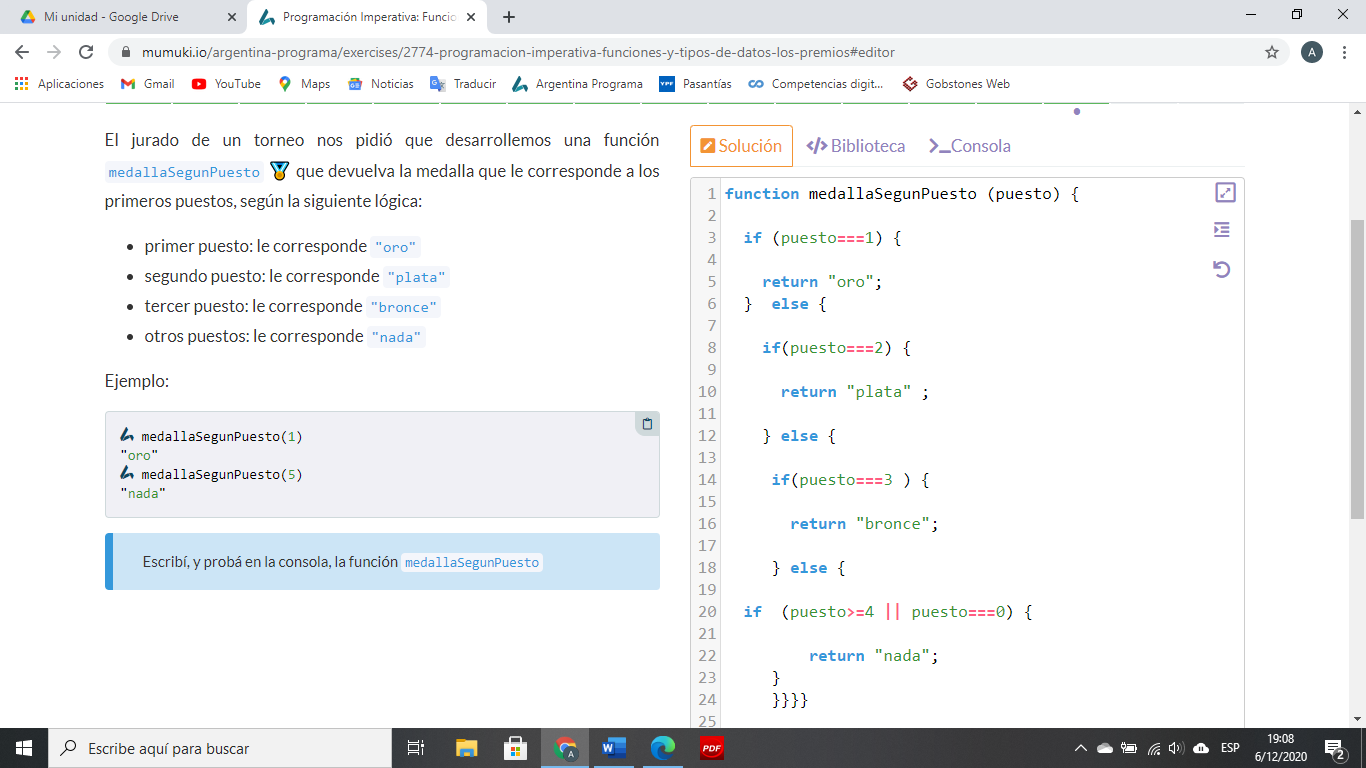 Mi unidad - Google Drive
Programación Imperativa: Funcio
mumuki.io/argentina-programa/exercises/2774-programacion-imperativa-funciones-y-tipos-de-datos-los-premios#editor
A
Aplicaciones
Gmail
YouTube
Maps
Noticias
Traducir
Argentina Programa
YPF Pasantías
Competencias digit...
Gobstones Web
El jurado de un torneo nos pidió que desarrollemos una función
medallaSegunPuesto que devuelva la medalla que le corresponde a los
primeros puestos, según la siguiente lógica:
primer puesto: le corresponde "oro"
segundo puesto: le corresponde "plata"
tercer puesto: le corresponde "bronce"
otros puestos: le corresponde "nada"
Ejemplo:
medallaSegunPuesto(1)
"oro"
medallaSegunPuesto(5)
"nada"
Escribí, y probá en la consola, la función medallaSegunPuesto
Solución
Biblioteca
Consola
1 function medallaSegunPuesto (puesto) {
2
3 if (puesto===1) {
4
5 return "oro";
6 } else {
7
8 if(puesto===2) {
9
10 return "plata" ;
11
12 } else {
13
14 if(puesto===3 ) {
15
16 return "bronce";
17
18 } else {
19
20 if (puesto>=4 || puesto===0) {
21
22 return "nada";
23 }
24 }}}}
25
Escribe aquí para buscar
A
W
PDF
ESP
19:08
6/12/2020
2